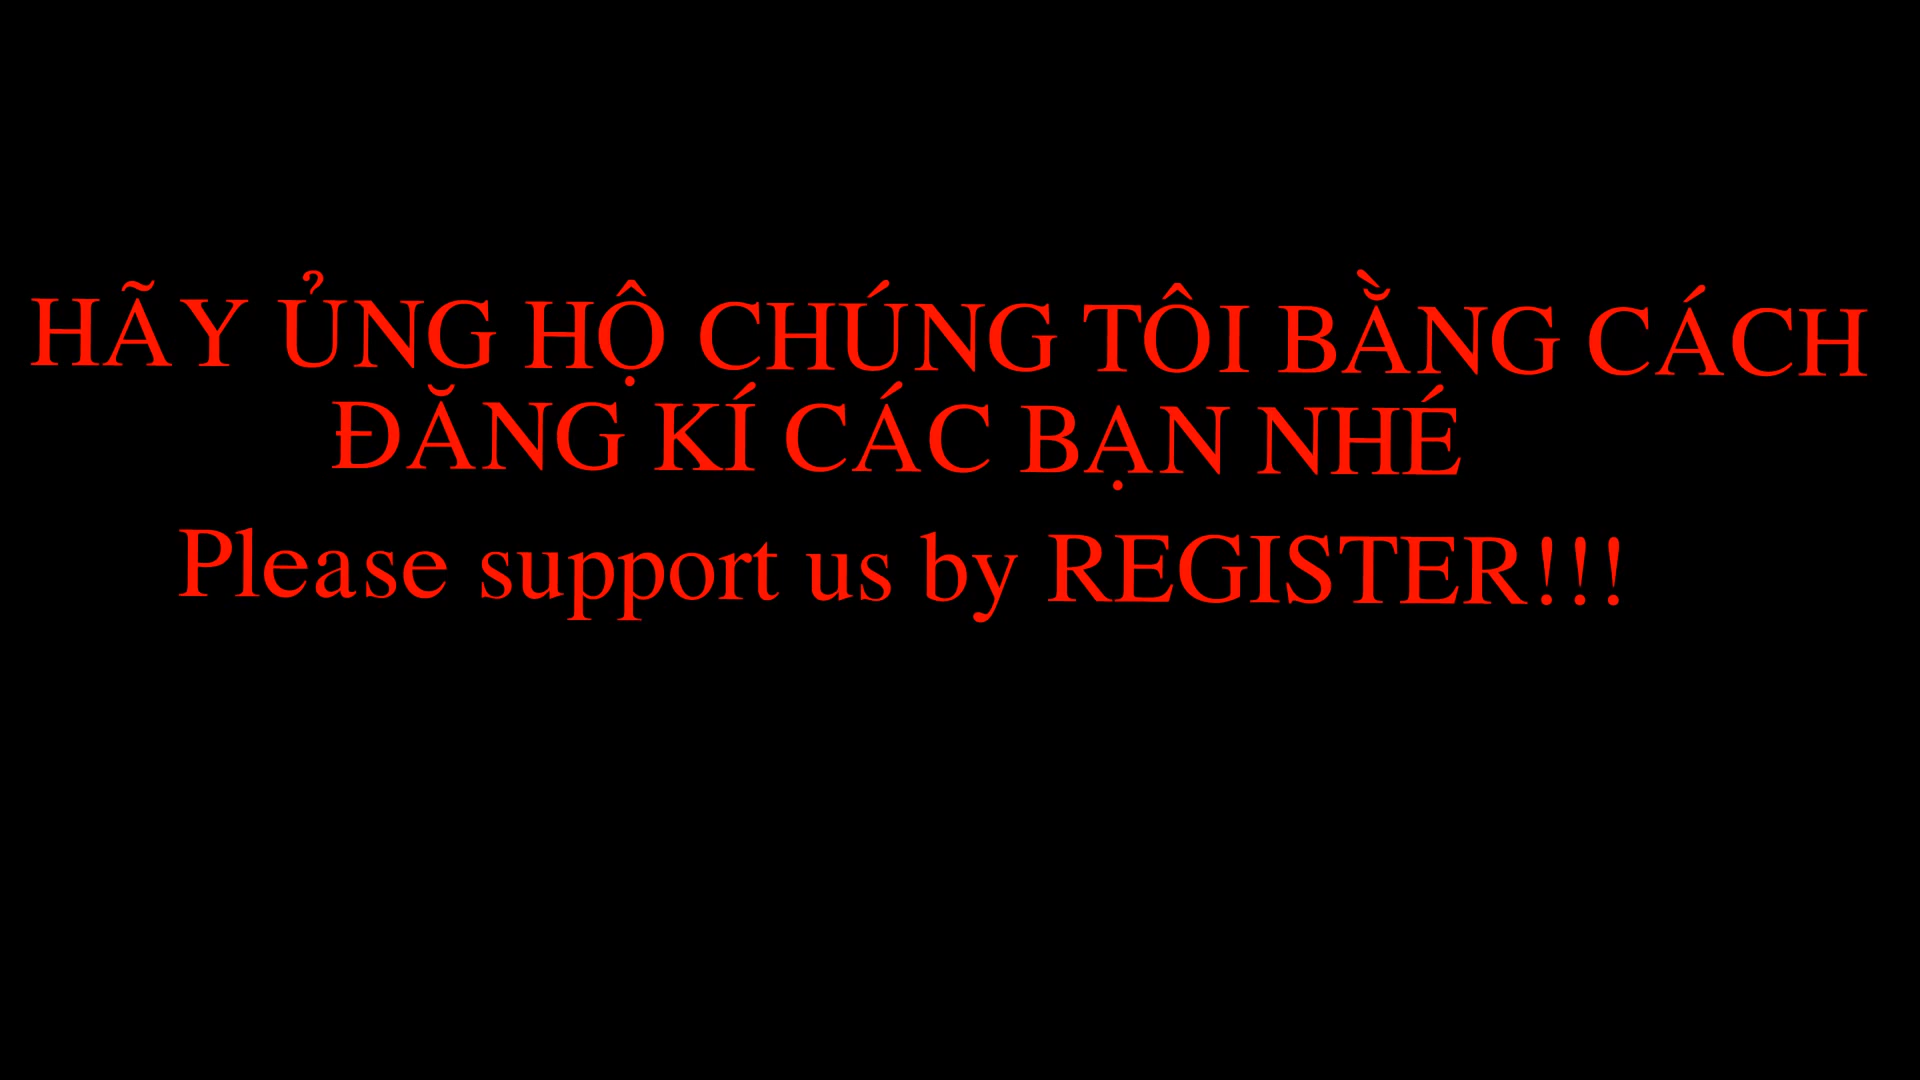 HÃY ỦNG HỘ CHÚNG TÔI BẰNG CÁCH
ĐĂNG KÍ CÁC BẠN NHÉ
Please support us by REGISTER!!!